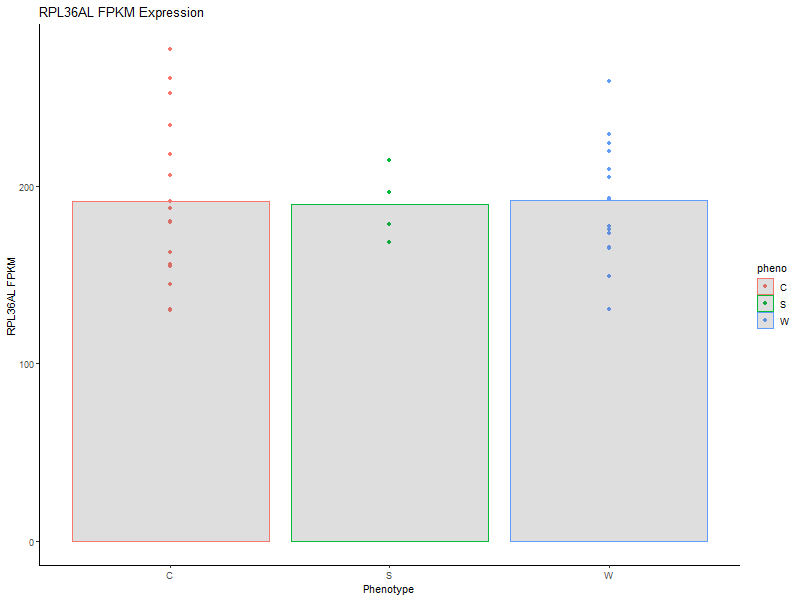 RPL36AL FPKM Expression
RPL36AL FPKM
200
100
0
C
S
W
Phenotype
pheno
C
S
W